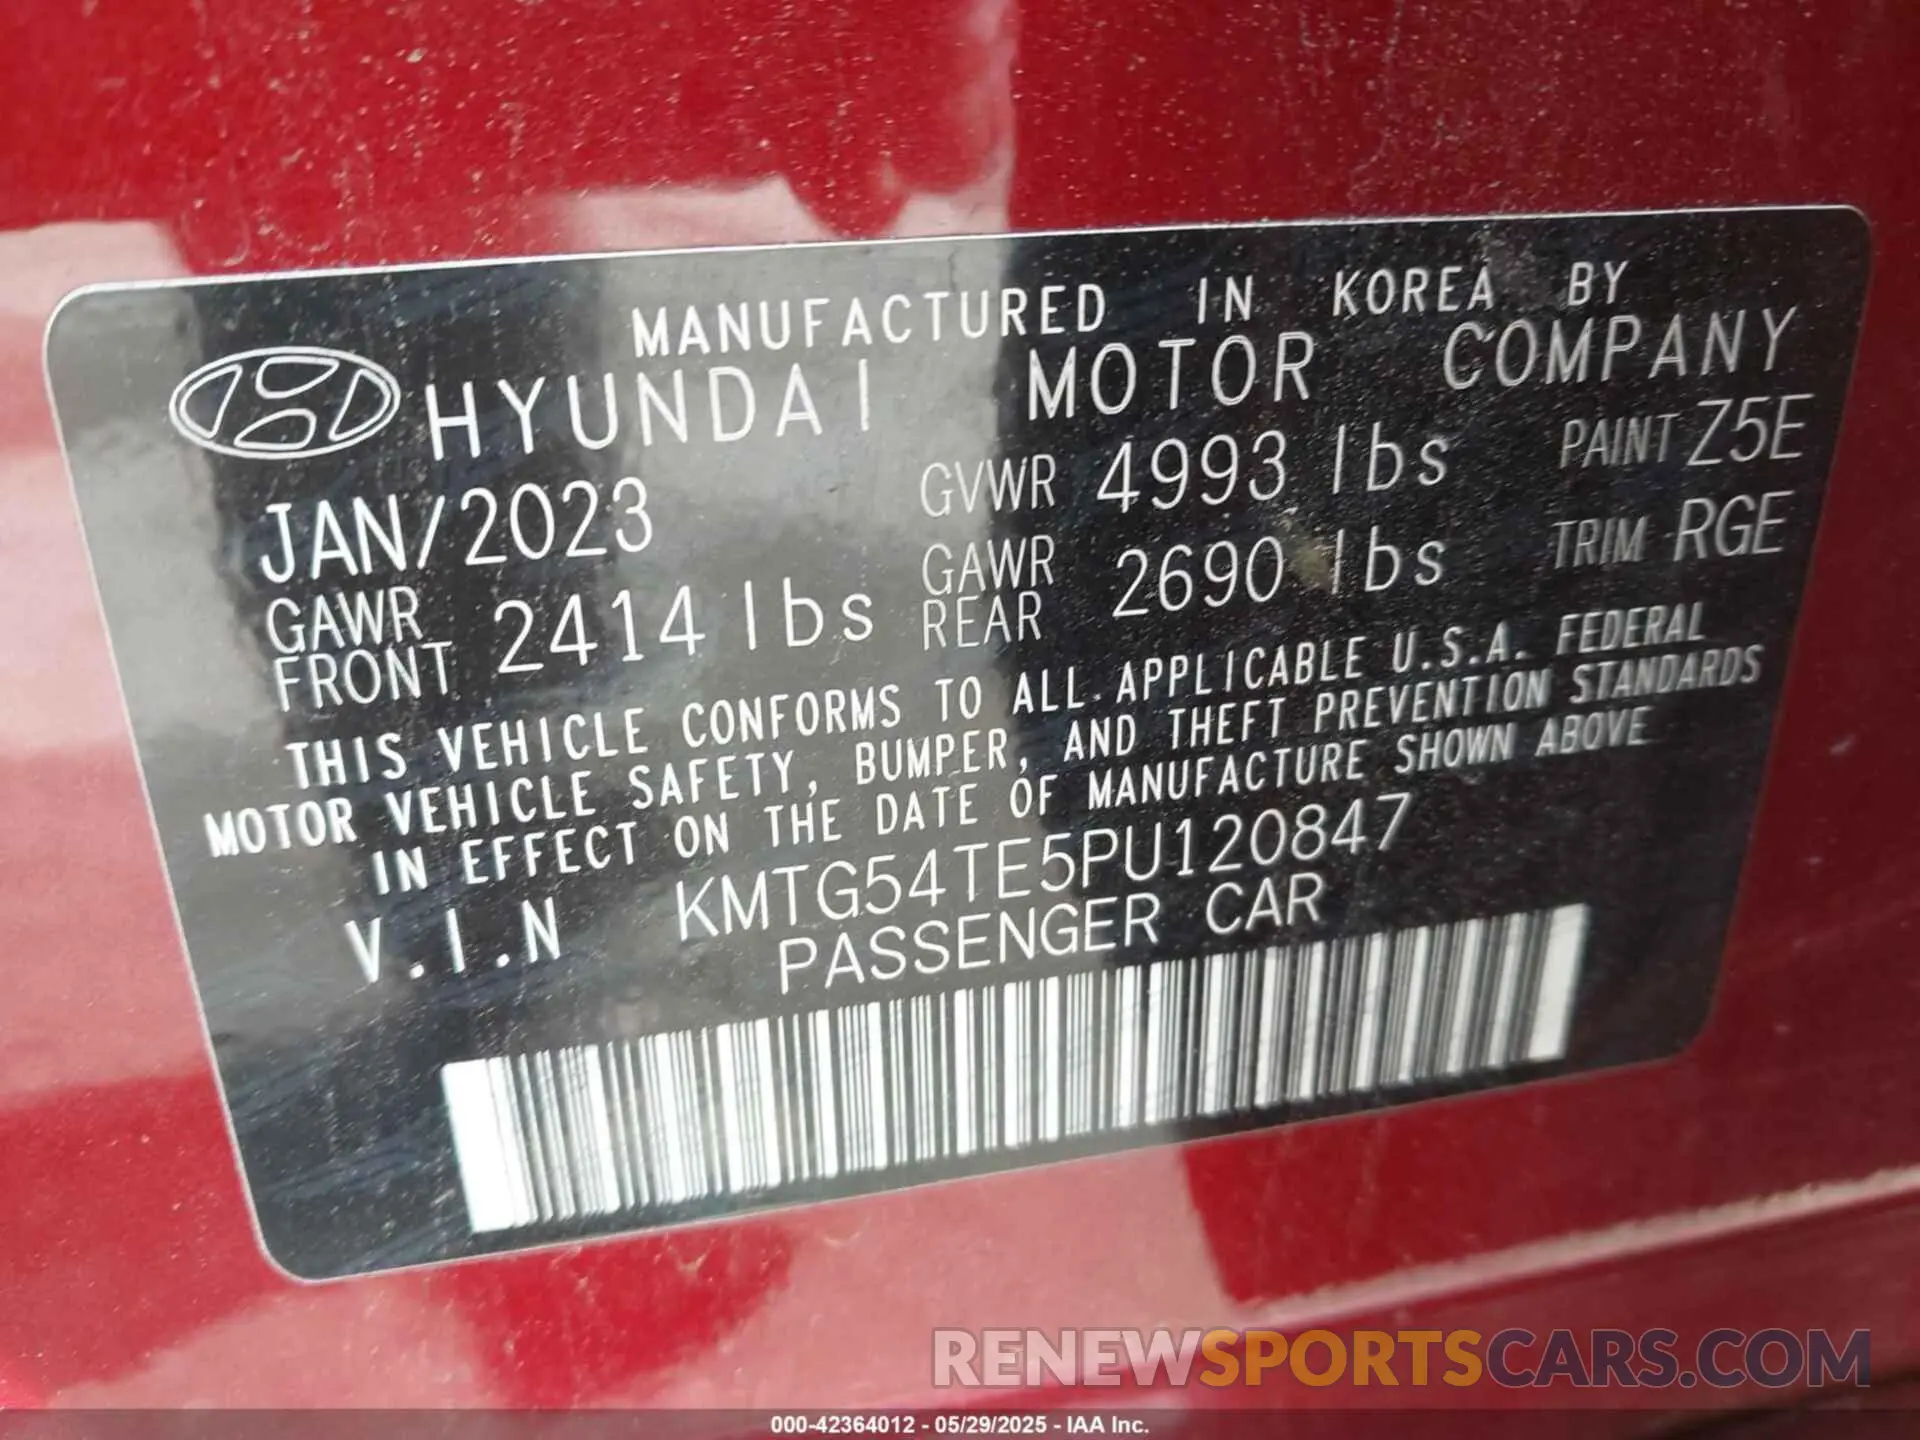 MANUFACTURED IN KOREA BY
HYUNDAI MOTOR COMPANY
JAN/2023 GVWR 4993 lbs PAINT Z5E
GAWR FRONT 2414 lbs GAWR REAR 2690 lbs TRIM RGE
THIS VEHICLE CONFORMS TO ALL APPLICABLE U.S.A. FEDERAL
MOTOR VEHICLE SAFETY, BUMPER, AND THEFT PREVENTION STANDARDS
IN EFFECT ON THE DATE OF MANUFACTURE SHOWN ABOVE
V.I.N KMTG54TE5PU120847
PASSENGER CAR
RENEWSPORTSCARS.COM
000-42364012 - 05/29/2025 - IAA Inc.